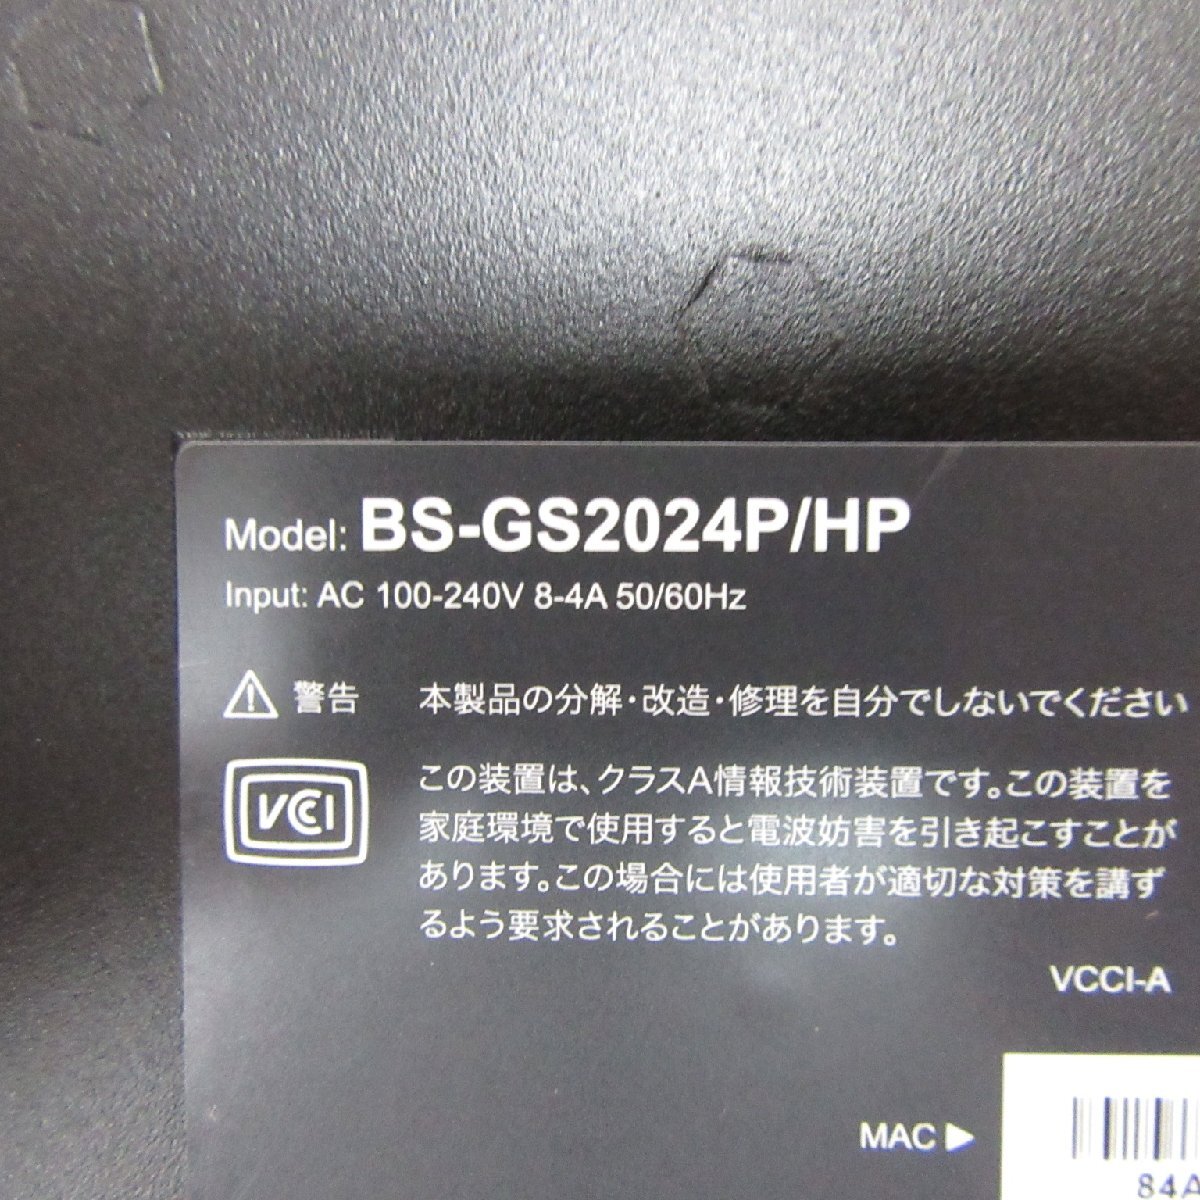 Model: BS-GS2024P/HP
Input: AC 100-240V 8-4A 50/60Hz
警告 本製品の分解・改造・修理を自分でしないでください
VCCI
この装置は、クラスA情報技術装置です。この装置を
家庭環境で使用すると電波妨害を引き起こすことが
あります。この場合には使用者が適切な対策を講ず
るよう要求されることがあります。
VCCI-A
MAC ▶
84A